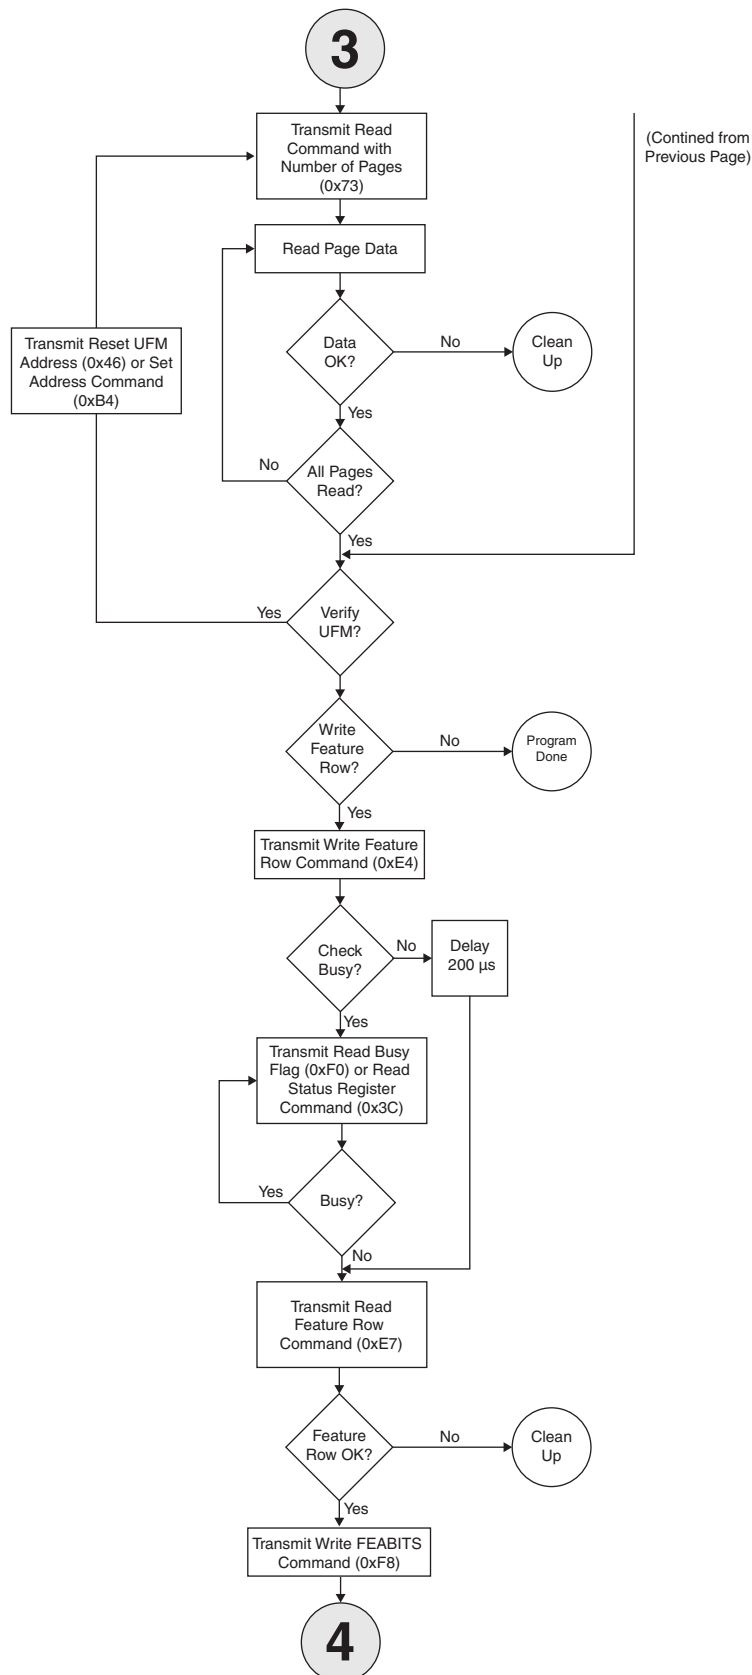 3
Transmit Read
Command with
Number of Pages
(0x73)
(Contined from
Previous Page)
Read Page Data
Transmit Reset UFM
Address (0x46) or Set
Address Command
(0xB4)
Data
OK?
No
Clean
Up
Yes
All Pages
Read?
No
Yes
Verify
UFM?
Yes
Write
Feature
Row?
No
Program
Done
Yes
Transmit Write Feature
Row Command (0xE4)
Check
Busy?
No
Delay
200 µs
Yes
Transmit Read Busy
Flag (0xF0) or Read
Status Register
Command (0x3C)
Busy?
Yes
No
Transmit Read
Feature Row
Command (0xE7)
Feature
Row OK?
No
Clean
Up
Yes
Transmit Write FEABITS
Command (0xF8)
4